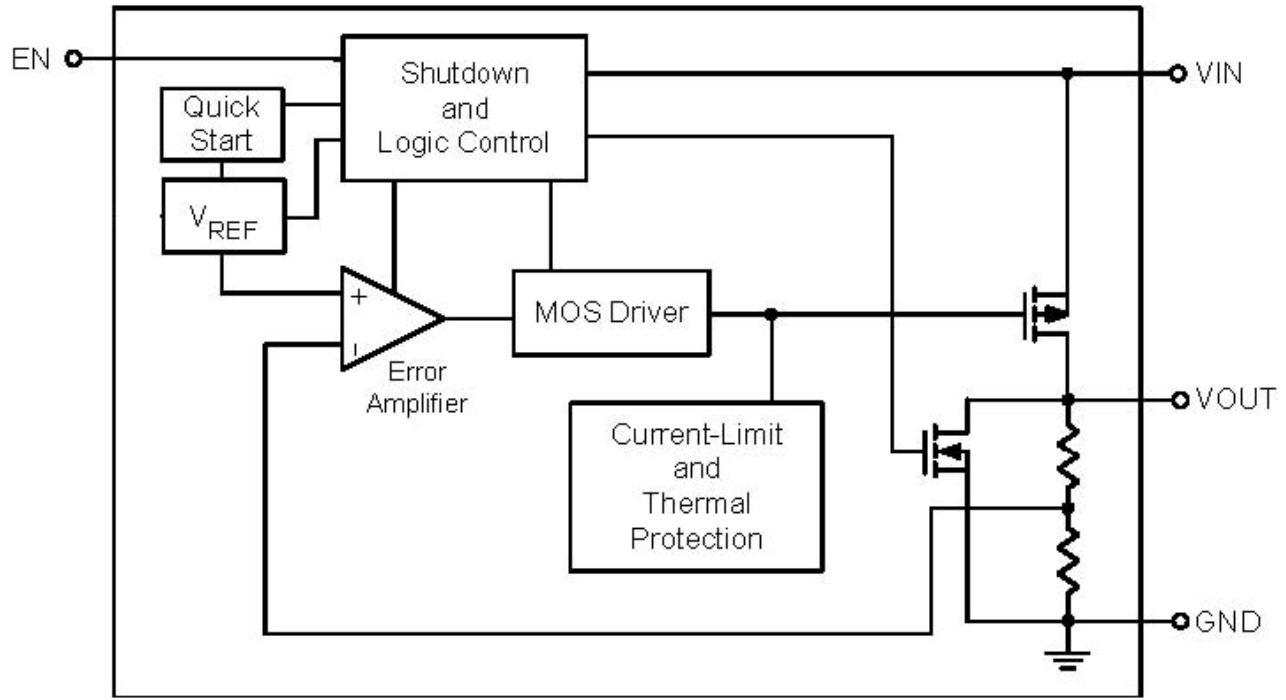 EN
Shutdown
and
Logic Control
VIN
Quick
Start
VREF
+
-
MOS Driver
Error
Amplifier
VOUT
Current-Limit
and
Thermal
Protection
GND